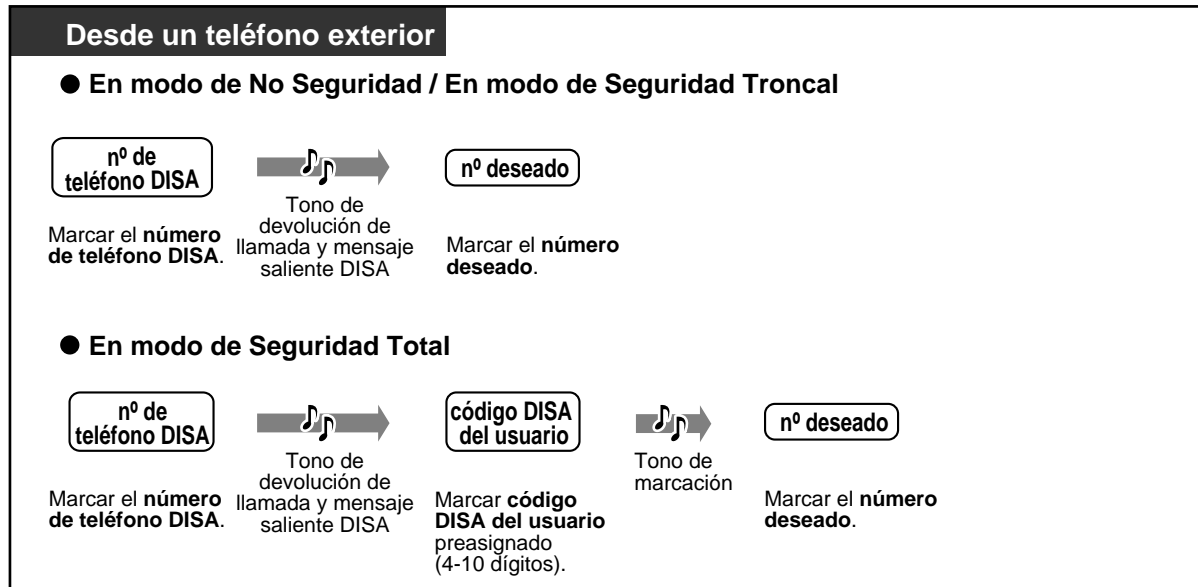 Desde un teléfono exterior
● En modo de No Seguridad / En modo de Seguridad Troncal
nº de
teléfono DISA
Marcar el número
de teléfono DISA.
Tono de
devolución de
llamada y mensaje
saliente DISA
nº deseado
Marcar el número
deseado.
● En modo de Seguridad Total
nº de
teléfono DISA
Marcar el número
de teléfono DISA.
Tono de
devolución de
llamada y mensaje
saliente DISA
código DISA
del usuario
Marcar código
DISA del usuario
preasignado
(4-10 dígitos).
Tono de
marcación
nº deseado
Marcar el número
deseado.